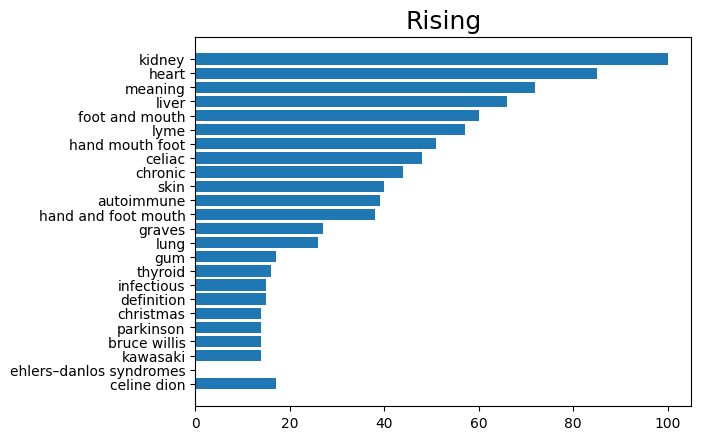 Rising
kidney
heart
meaning
liver
foot and mouth
lyme
hand mouth foot
celiac
chronic
skin
autoimmune
hand and foot mouth
graves
lung
gum
thyroid
infectious
definition
christmas
parkinson
bruce willis
kawasaki
ehlers–danlos syndromes
celine dion
0 20 40 60 80 100